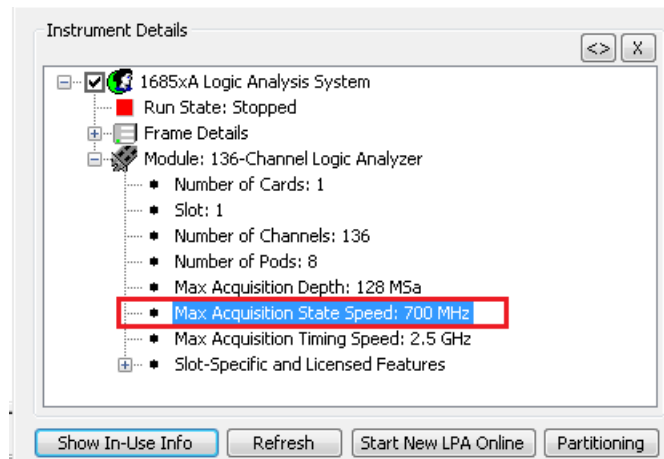 Instrument Details
<> X
1685xA Logic Analysis System
Run State: Stopped
Frame Details
Module: 136-Channel Logic Analyzer
Number of Cards: 1
Slot: 1
Number of Channels: 136
Number of Pods: 8
Max Acquisition Depth: 128 MSa
Max Acquisition State Speed: 700 MHz
Max Acquisition Timing Speed: 2.5 GHz
Slot-Specific and Licensed Features
Show In-Use Info Refresh Start New LPA Online Partitioning